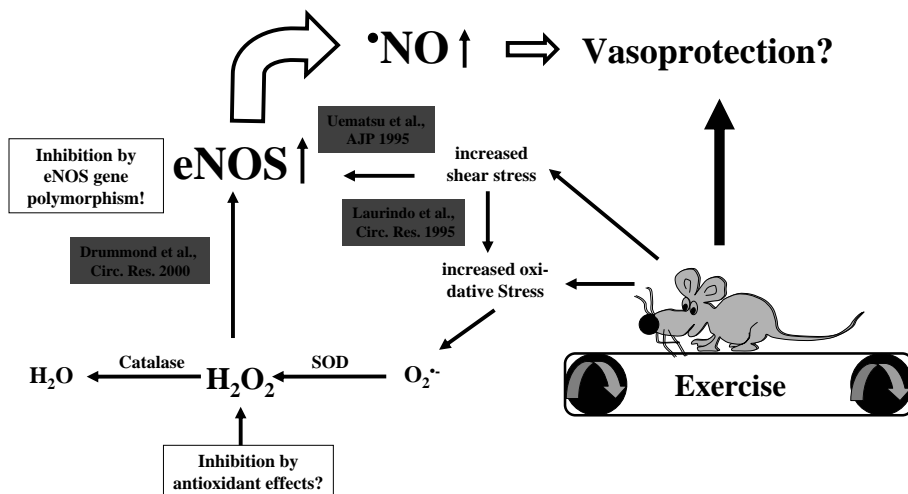 •NO
Vasoprotection?
Uematsu et al.,
AJP 1995
Inhibition by
eNOS gene
polymorphism!
eNOS
increased
shear stress
Laurindo et al.,
Circ. Res. 1995
Drummond et al.,
Circ. Res. 2000
increased oxi-
dative Stress
H₂O
Catalase
H₂O₂
SOD
O₂•-
Exercise
Inhibition by
antioxidant effects?